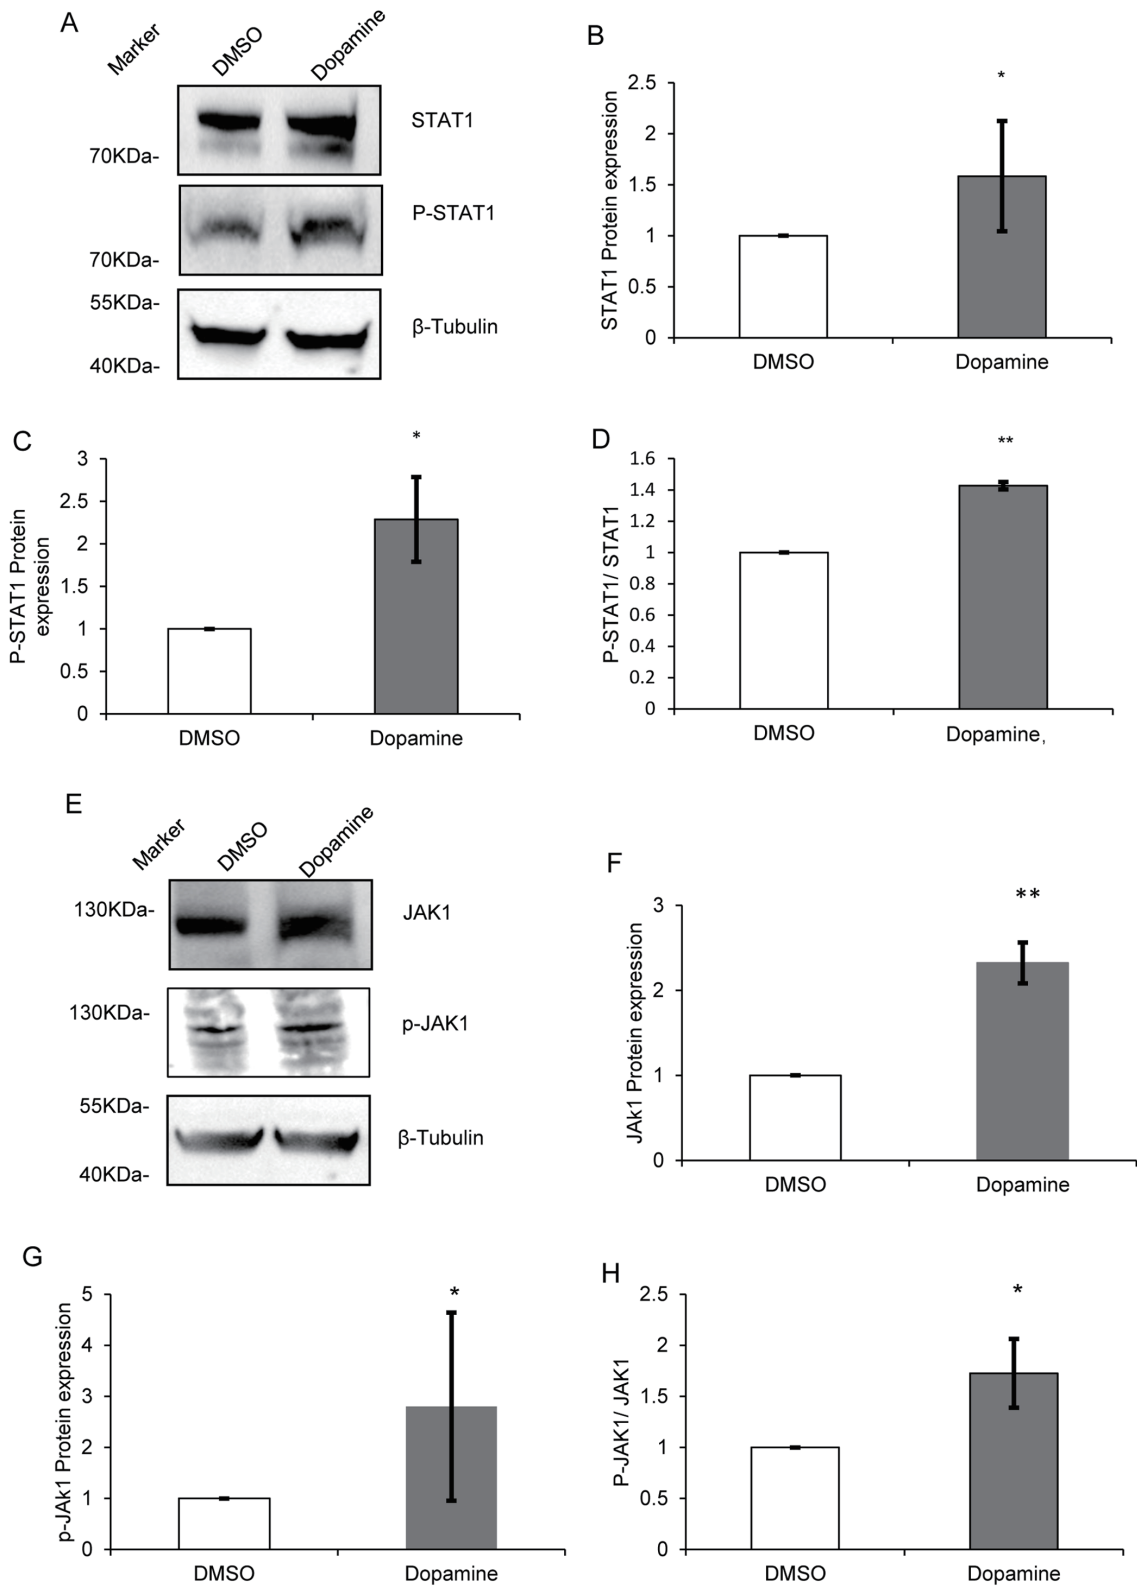 A
Marker
DMSO
Dopamine
STAT1
70KDa-
P-STAT1
70KDa-
55KDa-
β-Tubulin
40KDa-
B
STAT1 Protein expression
2.5
2
1.5
1
0.5
0
*
DMSO
Dopamine
C
P-STAT1 Protein
expression
3
2.5
2
1.5
1
0.5
0
*
DMSO
Dopamine
D
P-STAT1/ STAT1
1.6
1.4
1.2
1
0.8
0.6
0.4
0.2
0
**
DMSO
Dopamine,
E
Marker
DMSO
Dopamine
130KDa-
JAK1
130KDa-
p-JAK1
55KDa-
β-Tubulin
40KDa-
F
JAk1 Protein expression
3
2
1
0
**
DMSO
Dopamine
G
p-JAk1 Protein expression
5
4
3
2
1
0
*
DMSO
Dopamine
H
P-JAK1/ JAK1
2.5
2
1.5
1
0.5
0
*
DMSO
Dopamine